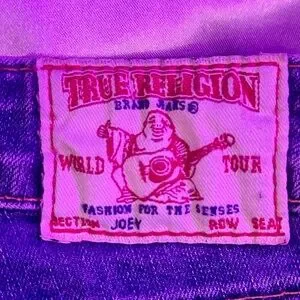 TRUE RELIGION
BRAND JEANS ®
WORLD TOUR
FASHION FOR THE SENSES
SECTION JOEY ROW SEAT